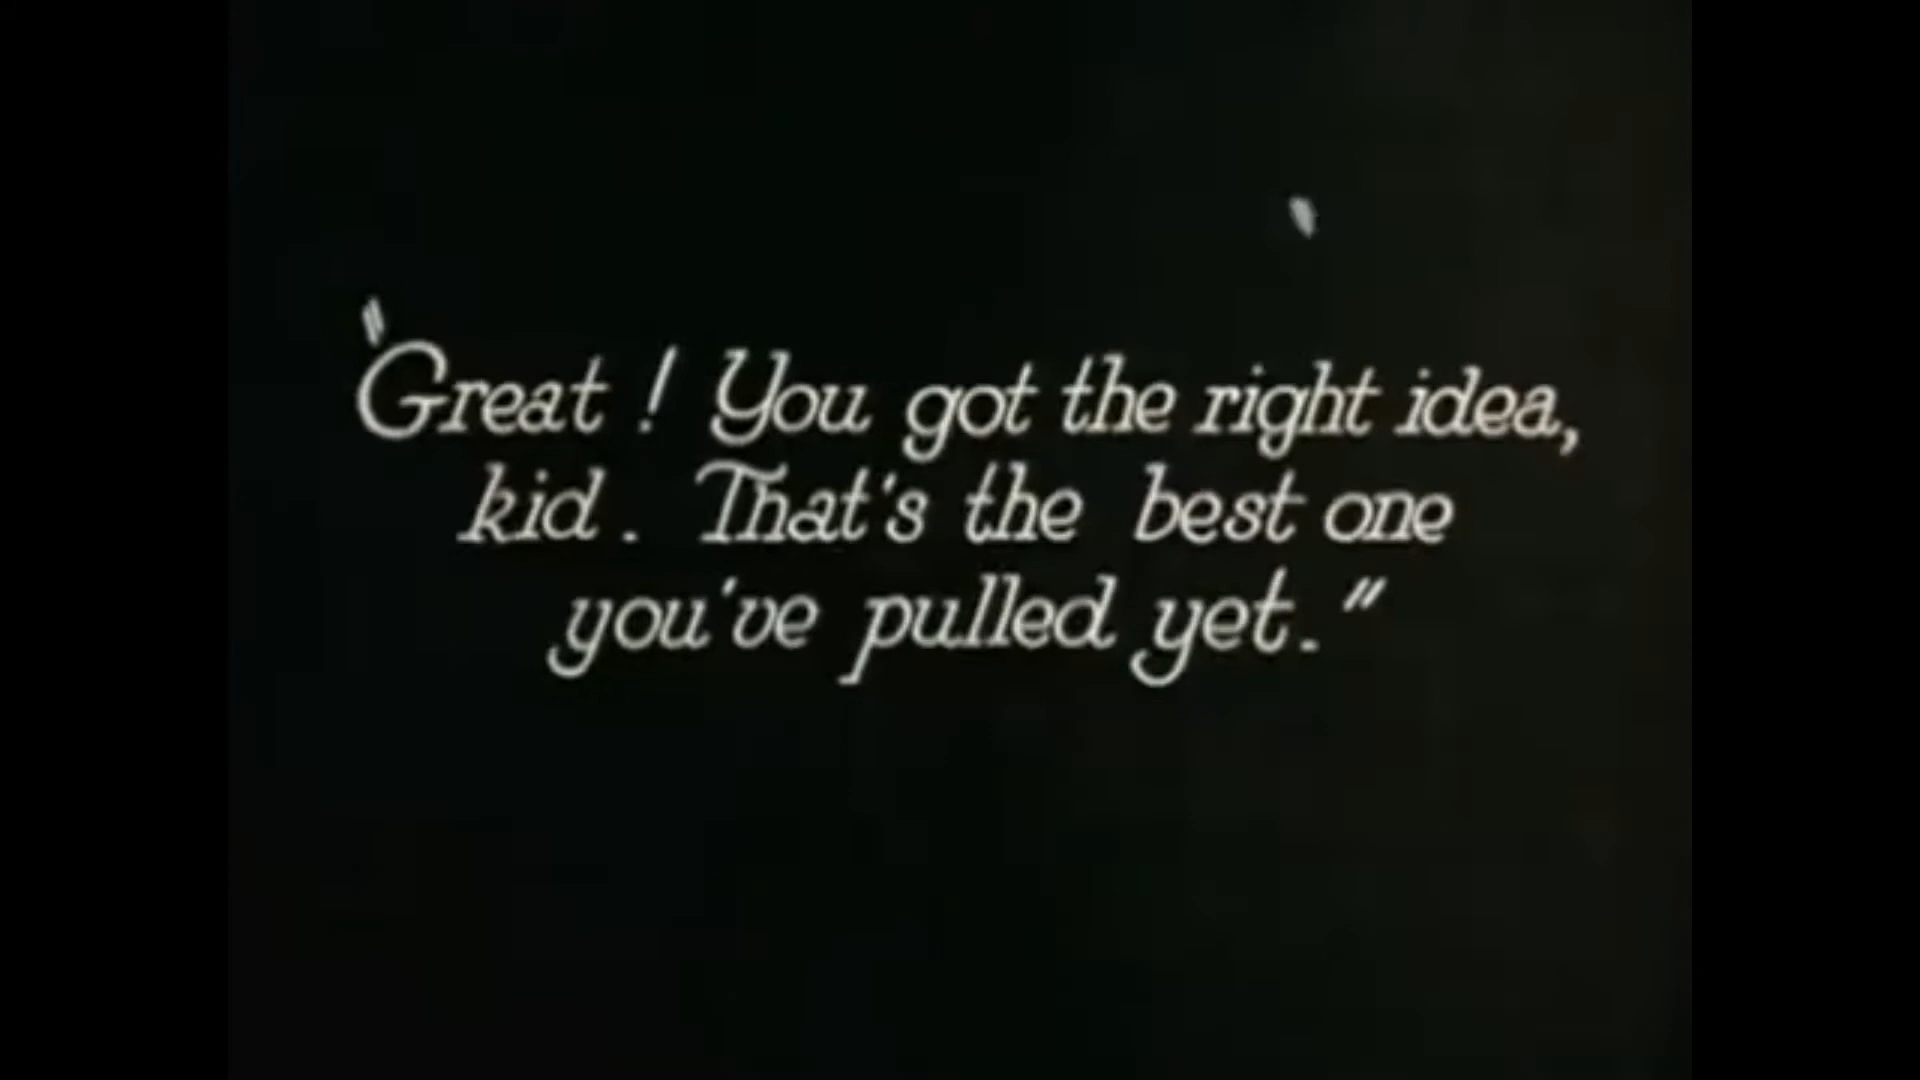 "Great! You got the right idea,
kid. That's the best one
you've pulled yet."